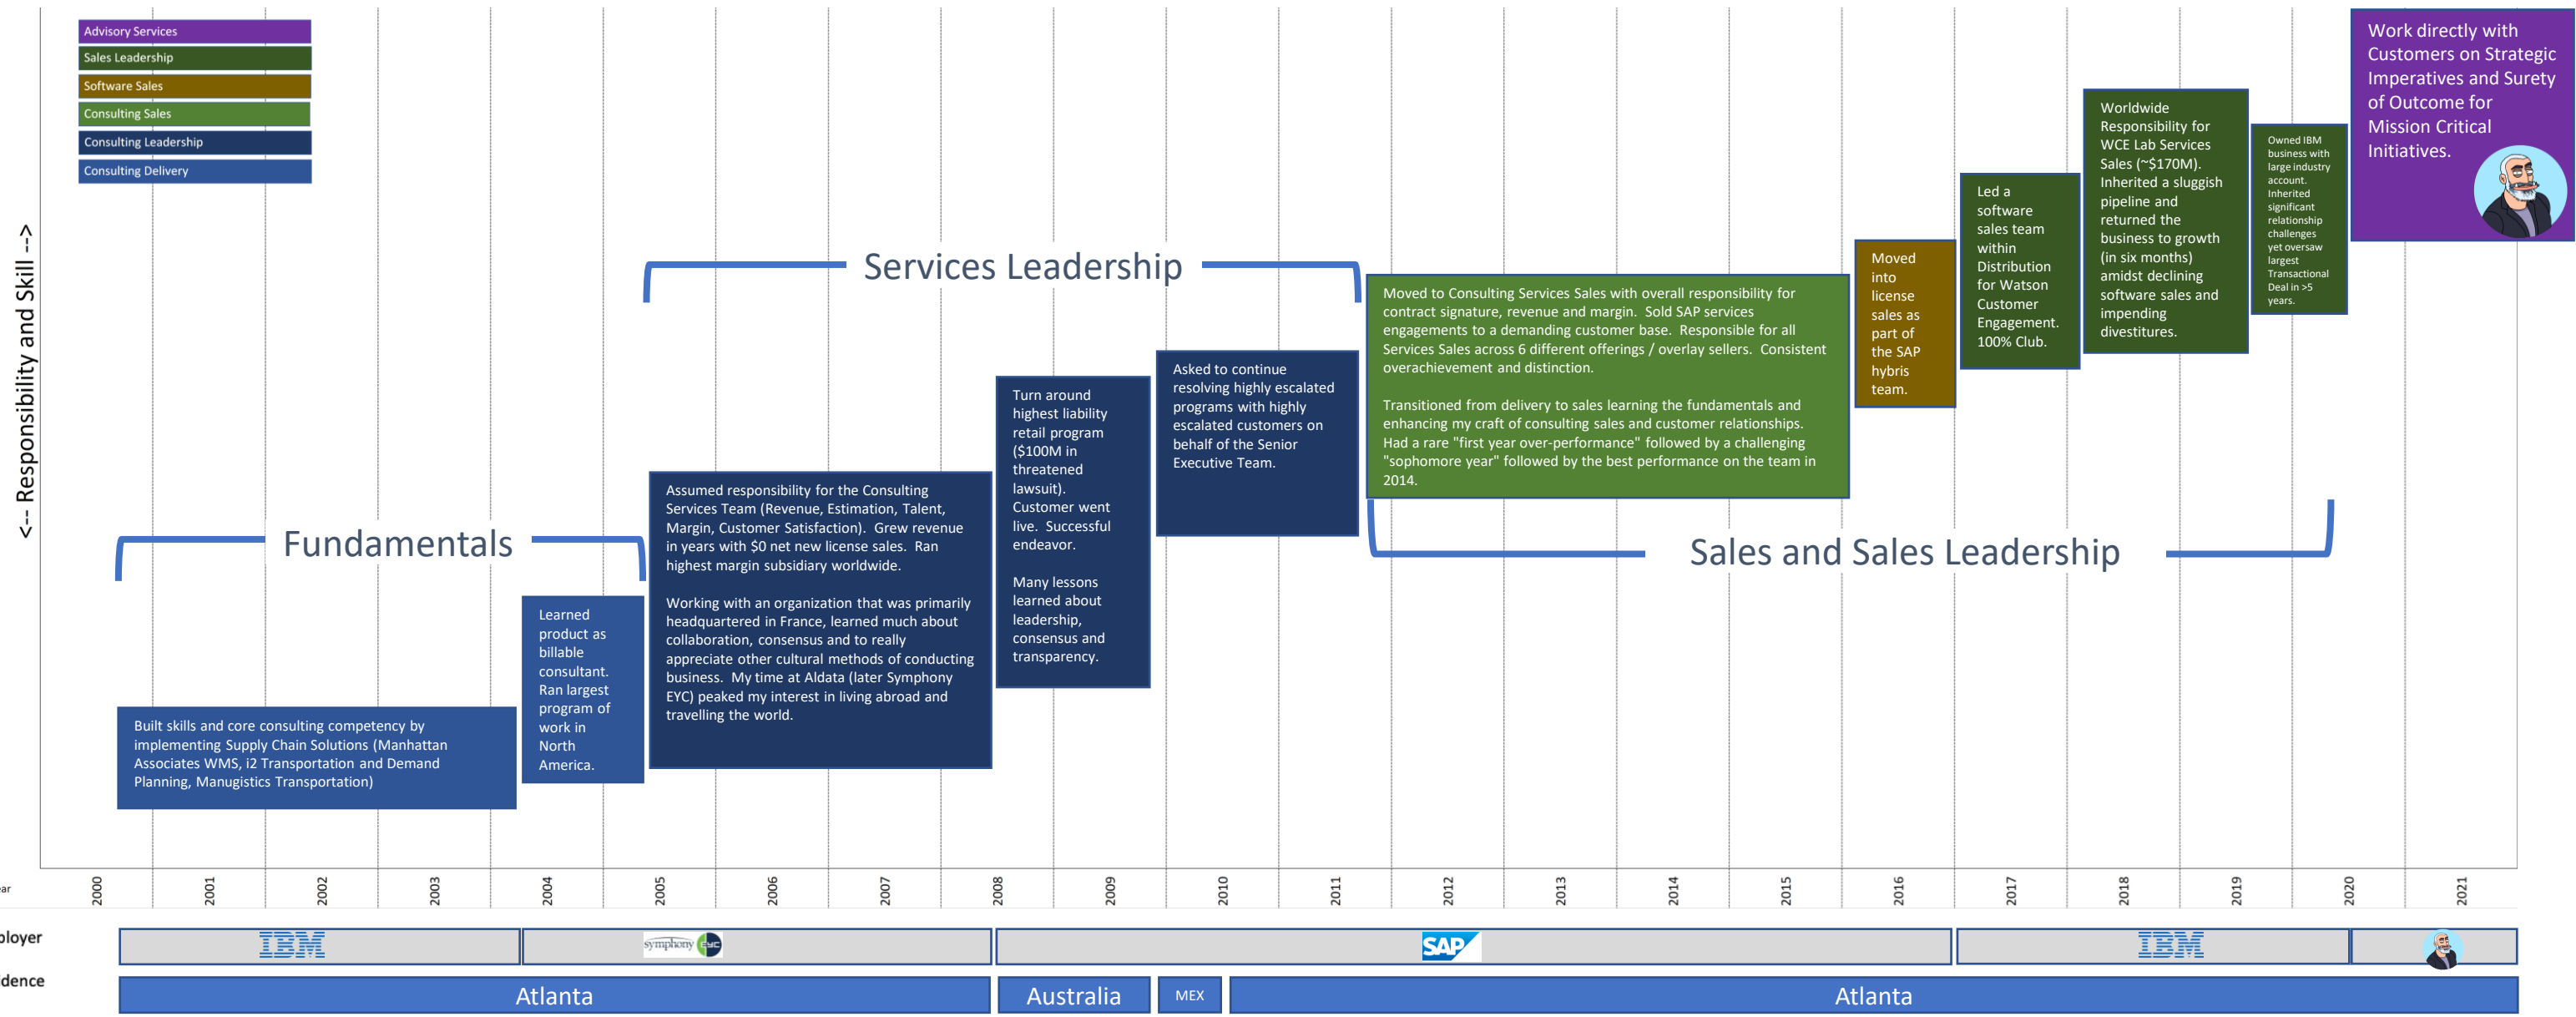 Advisory Services
Sales Leadership
Software Sales
Consulting Sales
Consulting Leadership
Consulting Delivery
<-- Responsibility and Skill -->
Fundamentals
Services Leadership
Sales and Sales Leadership
Built skills and core consulting competency by
implementing Supply Chain Solutions (Manhattan
Associates WMS, i2 Transportation and Demand
Planning, Manugistics Transportation)
Learned
product as
billable
consultant.
Ran largest
program of
work in
North
America.
Assumed responsibility for the Consulting
Services Team (Revenue, Estimation, Talent,
Margin, Customer Satisfaction).  Grew revenue
in years with $0 net new license sales.  Ran
highest margin subsidiary worldwide.
Working with an organization that was primarily
headquartered in France, learned much about
collaboration, consensus and to really
appreciate other cultural methods of conducting
business.  My time at Aldata (later Symphony
EYC) peaked my interest in living abroad and
travelling the world.
Turn around
highest liability
retail program
($100M in
threatened
lawsuit).
Customer went
live.  Successful
endeavor.
Many lessons
learned about
leadership,
consensus and
transparency.
Asked to continue
resolving highly escalated
programs with highly
escalated customers on
behalf of the Senior
Executive Team.
Moved to Consulting Services Sales with overall responsibility for
contract signature, revenue and margin.  Sold SAP services
engagements to a demanding customer base.  Responsible for all
Services Sales across 6 different offerings / overlay sellers.  Consistent
overachievement and distinction.
Transitioned from delivery to sales learning the fundamentals and
enhancing my craft of consulting sales and customer relationships.
Had a rare "first year over-performance" followed by a challenging
"sophomore year" followed by the best performance on the team in
2014.
Moved
into
license
sales as
part of
the SAP
hybris
team.
Led a
software
sales team
within
Distribution
for Watson
Customer
Engagement.
100% Club.
Worldwide
Responsibility for
WCE Lab Services
Sales (~$170M).
Inherited a sluggish
pipeline and
returned the
business to growth
(in six months)
amidst declining
software sales and
impending
divestitures.
Owned IBM
business with
large industry
account.
Inherited
significant
relationship
challenges
yet oversaw
largest
Transactional
Deal in >5
years.
Work directly with
Customers on Strategic
Imperatives and Surety
of Outcome for
Mission Critical
Initiatives.
ear
2000
2001
2002
2003
2004
2005
2006
2007
2008
2009
2010
2011
2012
2013
2014
2015
2016
2017
2018
2019
2020
2021
ployer
IBM
symphony EYC
SAP
IBM
idence
Atlanta
Australia
MEX
Atlanta